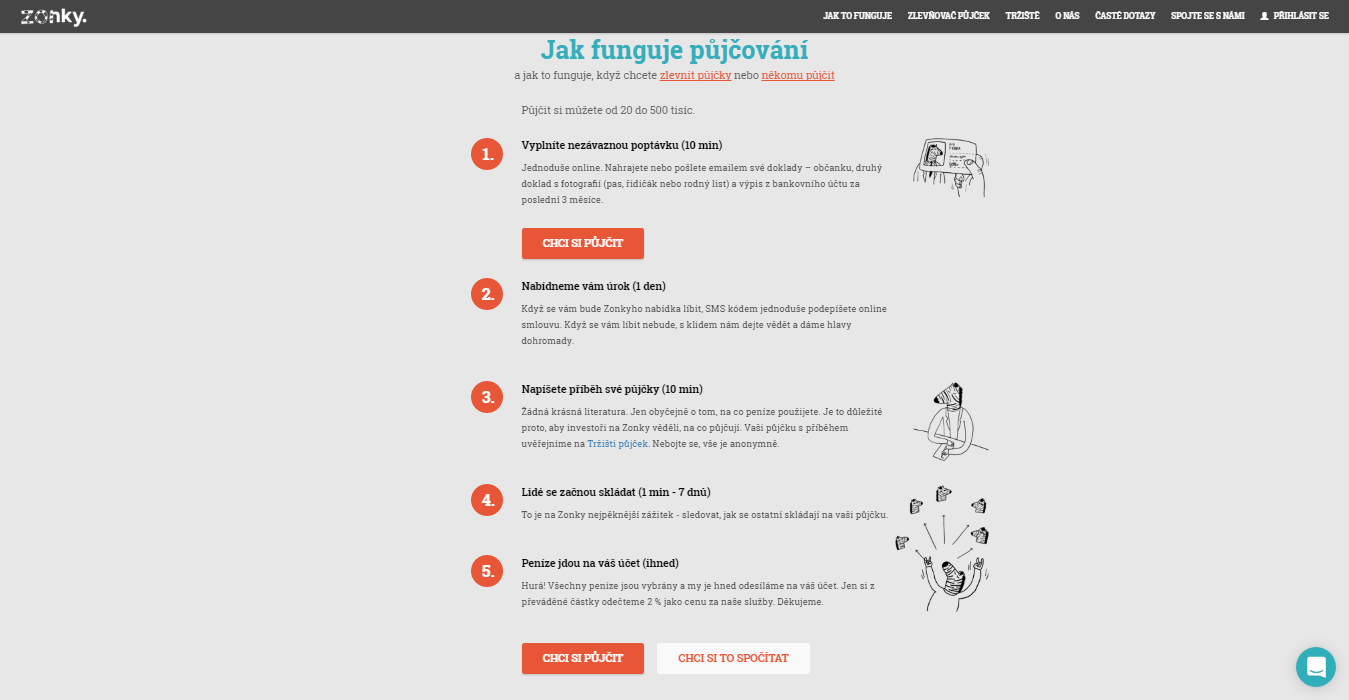 zonky.
JAK TO FUNGUJE ZLEVŇOVAČ PŮJČEK TRŽIŠTĚ O NÁS ČASTÉ DOTAZY SPOJTE SE S NÁMI PŘIHLÁSIT SE
Jak funguje půjčování
a jak to funguje, když chcete zlevnit půjčky nebo někomu půjčit
Půjčit si můžete od 20 do 500 tisíc.
1.
Vyplníte nezávaznou poptávku (10 min)
Jednoduše online. Nahrajete nebo pošlete emailem své doklady – občanku, druhý
doklad s fotografií (pas, řidičák nebo rodný list) a výpis z bankovního účtu za
poslední 3 měsíce.
CHCI SI PŮJČIT
2.
Nabídneme vám úrok (1 den)
Když se vám bude Zonkyho nabídka líbit, SMS kódem jednoduše podepíšete online
smlouvu. Když se vám líbit nebude, s klidem nám dejte vědět a dáme hlavy
dohromady.
3.
Napíšete příběh své půjčky (10 min)
Žádná krásná literatura. Jen obyčejně o tom, na co peníze použijete. Je to důležité
proto, aby investoři na Zonky věděli, na co půjčují. Vaši půjčku s příběhem
uvěřejníme na Tržišti půjček. Nebojte se, vše je anonymně.
4.
Lidé se začnou skládat (1 min - 7 dnů)
To je na Zonky nejpěknější zážitek - sledovat, jak se ostatní skládají na vaši půjčku.
5.
Peníze jdou na váš účet (ihned)
Hurá! Všechny peníze jsou vybrány a my je hned odesíláme na váš účet. Jen si z
převáděné částky odečteme 2 % jako cenu za naše služby. Děkujeme.
CHCI SI PŮJČIT CHCI SI TO SPOČÍTAT